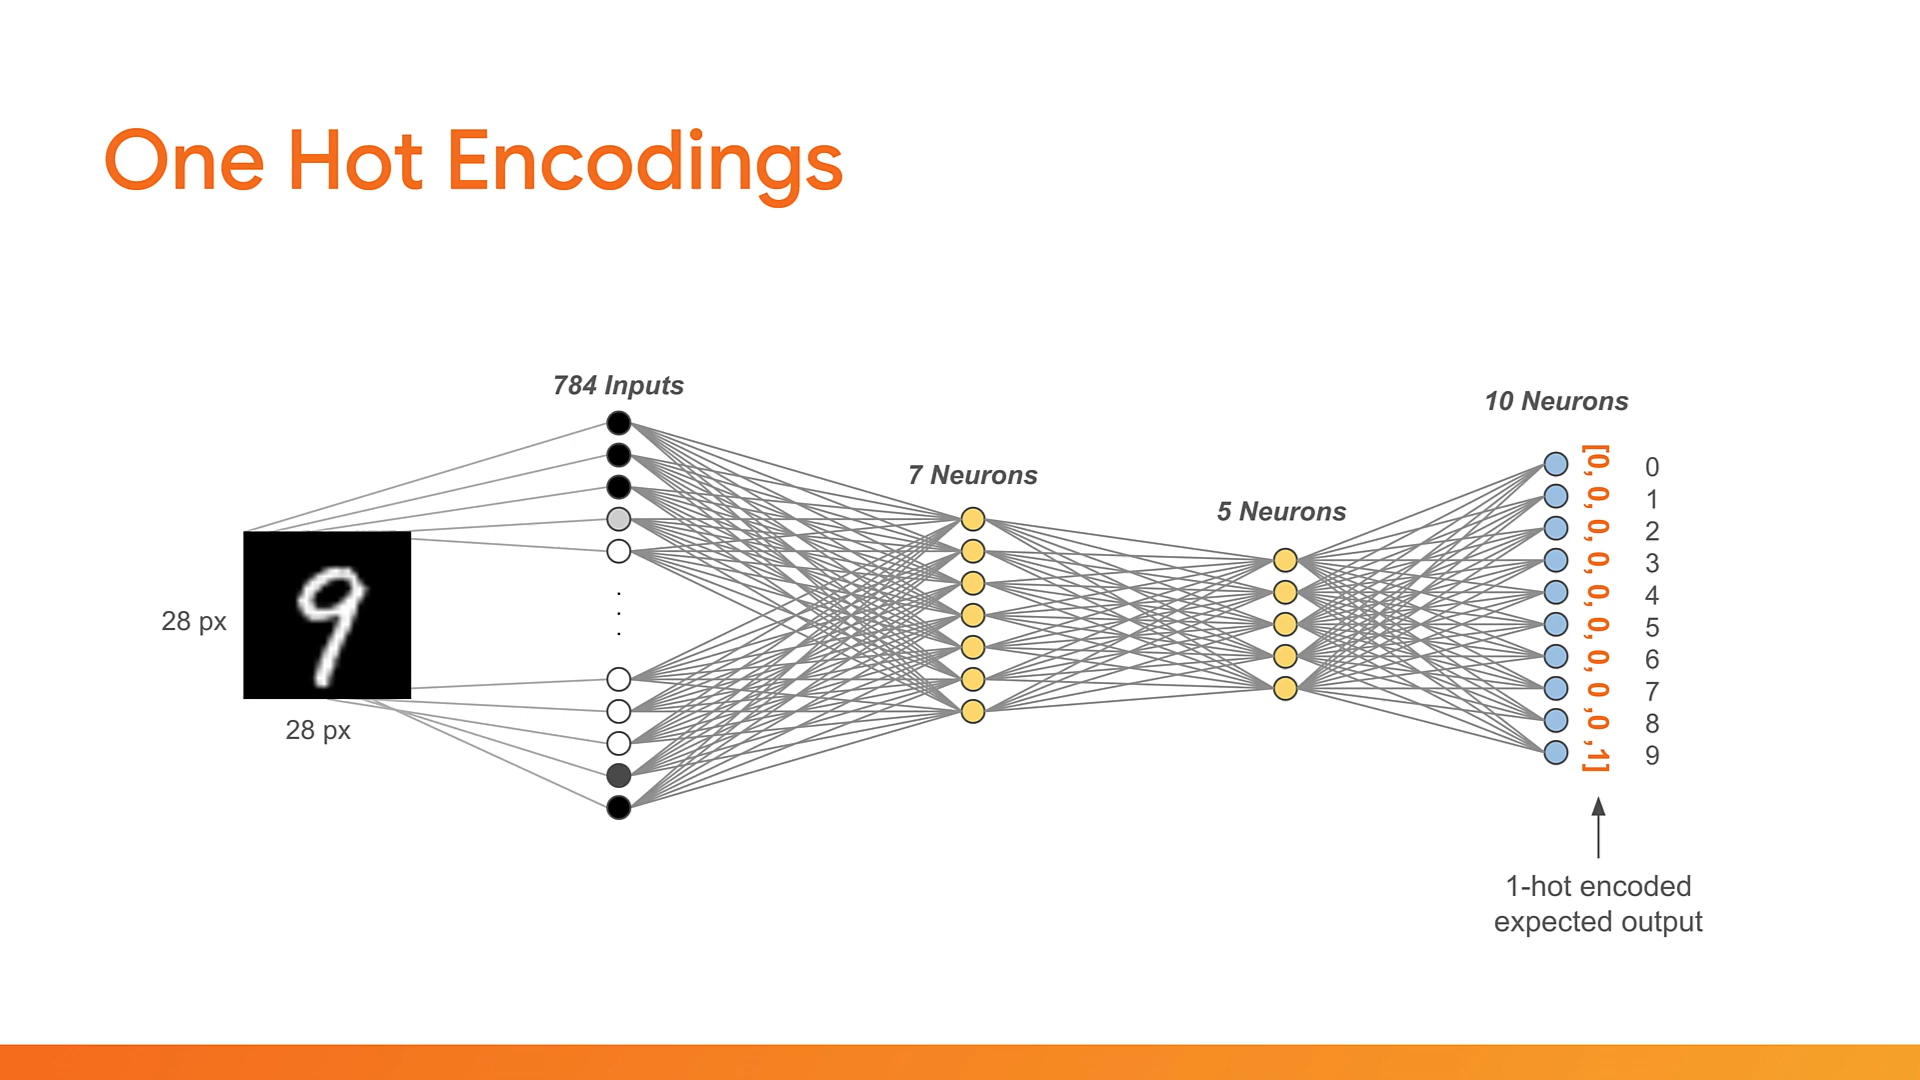 One Hot Encodings
784 Inputs
10 Neurons
7 Neurons
5 Neurons
28 px
9
28 px
[0, 0, 0, 0, 0, 0, 0, 0 ,0 ,1]
0
1
2
3
4
5
6
7
8
9
1-hot encoded
expected output